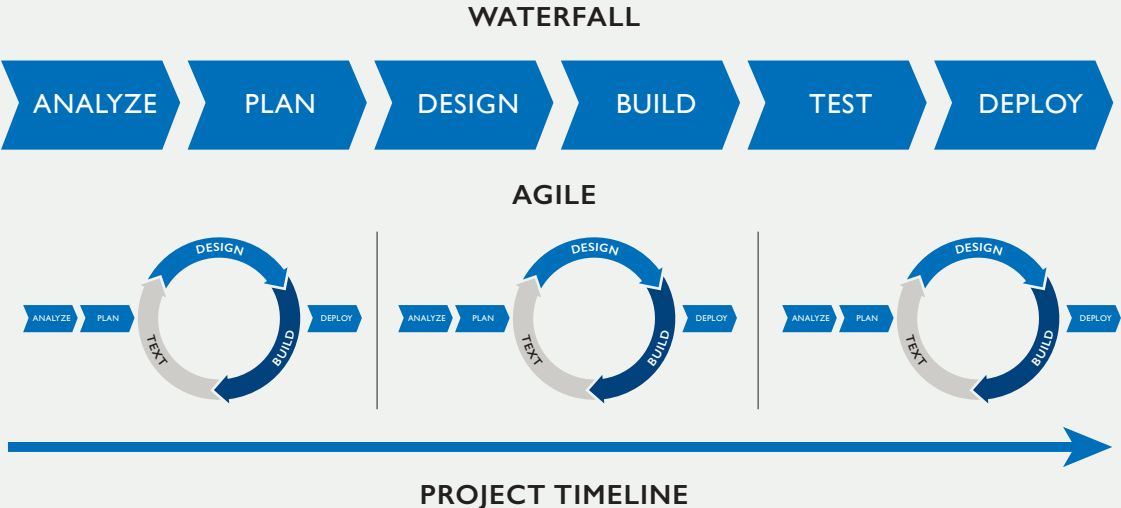 WATERFALL
ANALYZE PLAN DESIGN BUILD TEST DEPLOY
AGILE
DESIGN DESIGN DESIGN
ANALYZE PLAN DEPLOY ANALYZE PLAN DEPLOY ANALYZE PLAN DEPLOY
TEXT BUILD TEXT BUILD TEXT BUILD
PROJECT TIMELINE